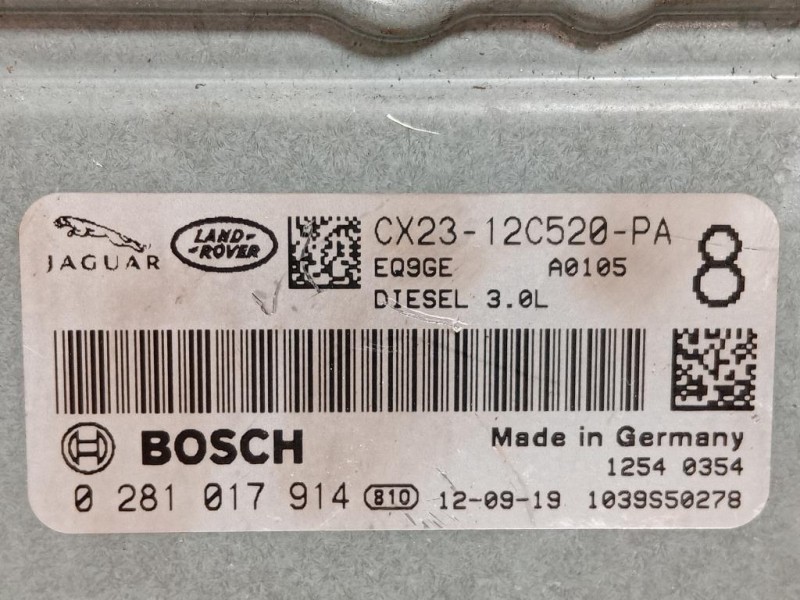 JAGUAR
LAND-
-ROVER
CX23-12C520-PA
EQ9GE A0105
DIESEL 3.0L
8
BOSCH
Made in Germany
1254 0354
0 281 017 914 810 12-09-19 1039S50278